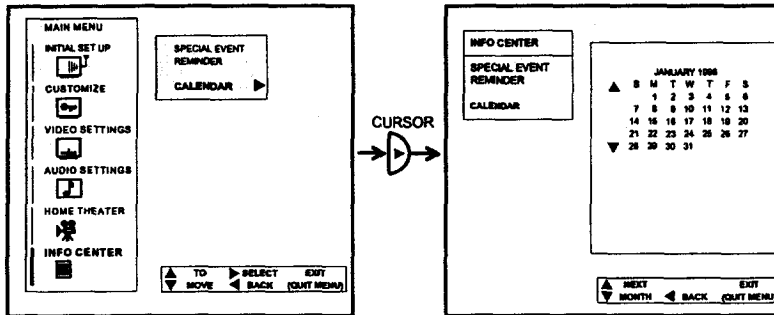 MAIN MENU
INITIAL SET UP
CUSTOMIZE
VIDEO SETTINGS
AUDIO SETTINGS
HOME THEATER
INFO CENTER
SPECIAL EVENT
REMINDER
CALENDAR ▶
▲ TO ▶ SELECT EXIT
▼ MOVE ◀ BACK (QUIT MENU)
CURSOR
INFO CENTER
SPECIAL EVENT
REMINDER
CALENDAR
JANUARY 1996
S M T W T F S
1 2 3 4 5 6
7 8 9 10 11 12 13
14 15 16 17 18 19 20
21 22 23 24 25 26 27
28 29 30 31
▲ NEXT EXIT
▼ MONTH ◀ BACK (QUIT MENU)